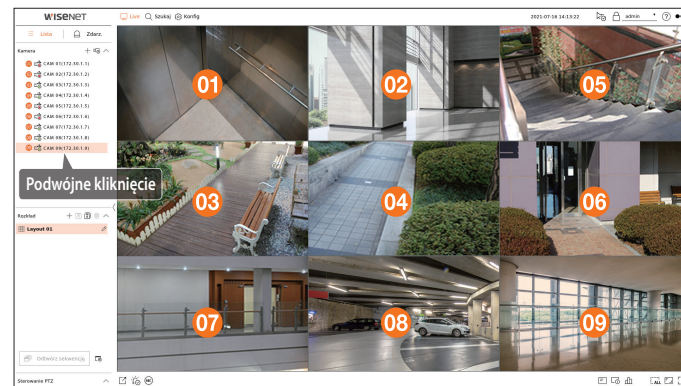 WISENET
Live Szukaj Konfig
2021-07-16 14:13:22
admin
Lista Zdarz.
Kamera
CAM 01(172.30.1.1)
CAM 02(172.30.1.2)
CAM 03(172.30.1.3)
CAM 04(172.30.1.4)
CAM 05(172.30.1.5)
CAM 06(172.30.1.6)
CAM 07(172.30.1.7)
CAM 08(172.30.1.8)
CAM 09(172.30.1.9)
Podwójne kliknięcie
Rozkład
Layout 01
Odtwórz sekwencję
Sterowanie PTZ
01
02
05
03
04
06
07
08
09
ALL